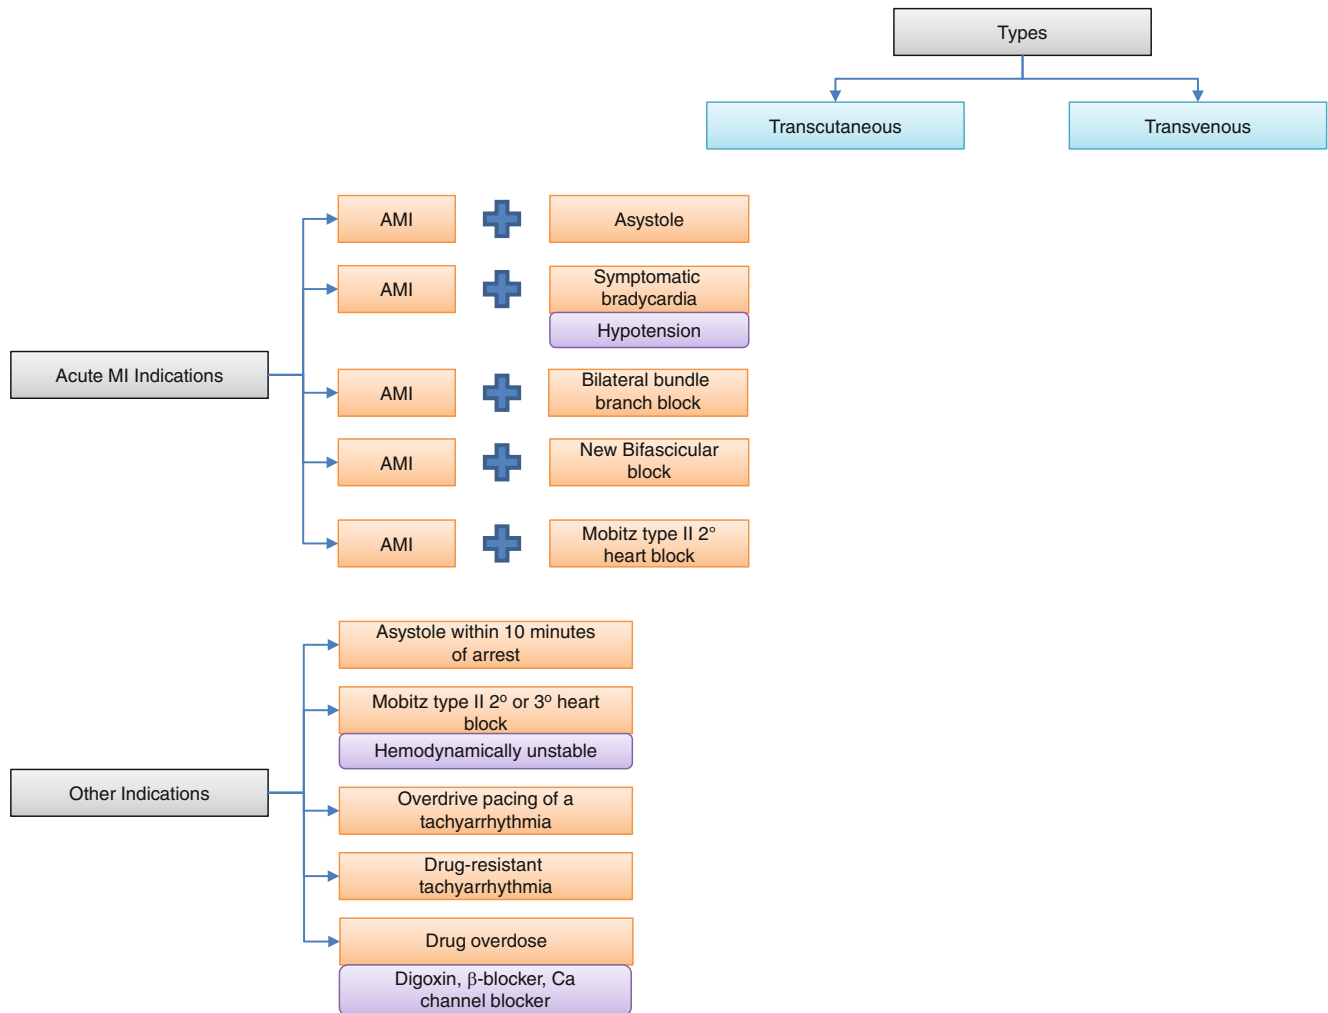 Types
Transcutaneous
Transvenous
Acute MI Indications
AMI
Asystole
AMI
Symptomatic
bradycardia
Hypotension
AMI
Bilateral bundle
branch block
AMI
New Bifascicular
block
AMI
Mobitz type II 2°
heart block
Other Indications
Asystole within 10 minutes
of arrest
Mobitz type II 2º or 3º heart
block
Hemodynamically unstable
Overdrive pacing of a
tachyarrhythmia
Drug-resistant
tachyarrhythmia
Drug overdose
Digoxin, β-blocker, Ca
channel blocker